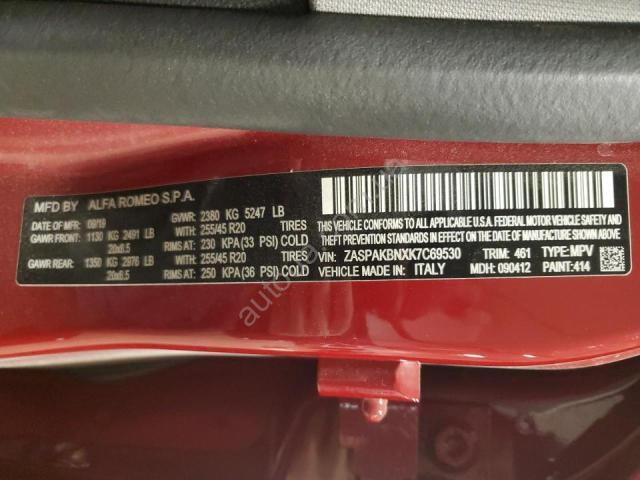 MFD BY ALFA ROMEO S.P.A.
DATE OF MFR: 09/19 GVWR: 2380 KG 5247 LB
GAWR FRONT: 1130 KG 2491 LB WITH 255/45 R20 TIRES
20x6.5 RIMS AT 230 KPA (33 PSI) COLD
GAWR REAR: 1350 KG 2976 LB WITH 255/45 R20 TIRES
20x6.5 RIMS AT 250 KPA (36 PSI) COLD
THIS VEHICLE CONFORMS TO ALL APPLICABLE U.S.A. FEDERAL MOTOR VEHICLE SAFETY, BUMPER, AND THEFT PREVENTION STANDARDS IN EFFECT ON THE DATE OF MANUFACTURE SHOWN ABOVE.
VIN: ZASPAKBNXK7C69530 TRIM: 461 TYPE: MPV
VEHICLE MADE IN: ITALY MDH: 090412 PAINT: 414